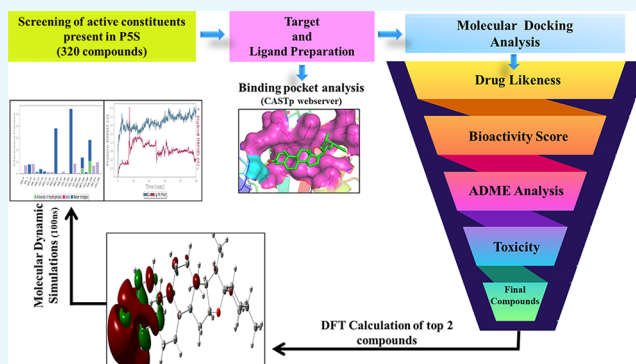 Screening of active constituents
present in P5S
(320 compounds)
Target
and
Ligand Preparation
Molecular Docking
Analysis
Binding pocket analysis
(CASTp webserver)
Drug Likeness
Bioactivity Score
ADME Analysis
Toxicity
Final
Compounds
DFT Calculation of top 2
compounds
Molecular Dynamic
Simulations (100ns)